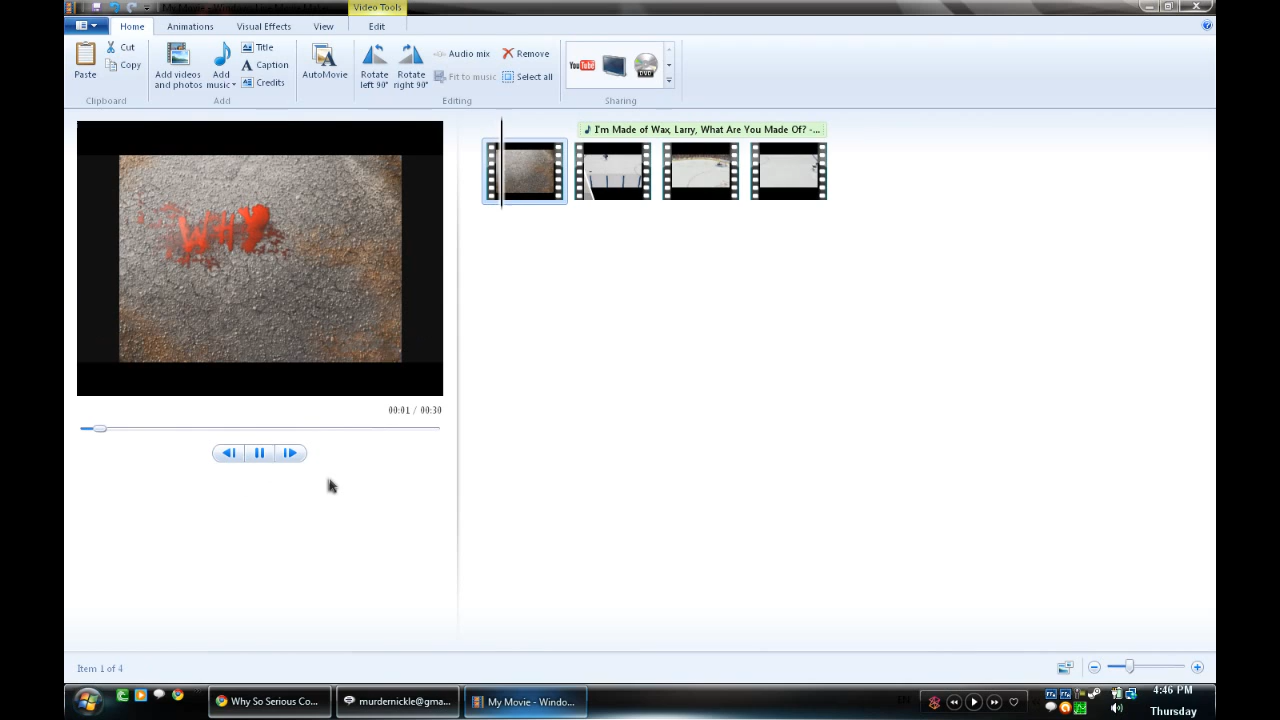 Video Tools
Home Animations Visual Effects View Edit
Paste
Cut
Copy
Clipboard
Add videos and photos
Add music
Title
Caption
Credits
Add
AutoMovie
Rotate left 90°
Rotate right 90°
Audio mix
Fit to music
Remove
Select all
Editing
YouTube
DVD
Sharing
WHY
00:01 / 00:30
I'm Made of Wax, Larry, What Are You Made Of? -...
Item 1 of 4
Why So Serious Co...
murdernickle@gma...
My Movie - Windo...
4:46 PM
Thursday